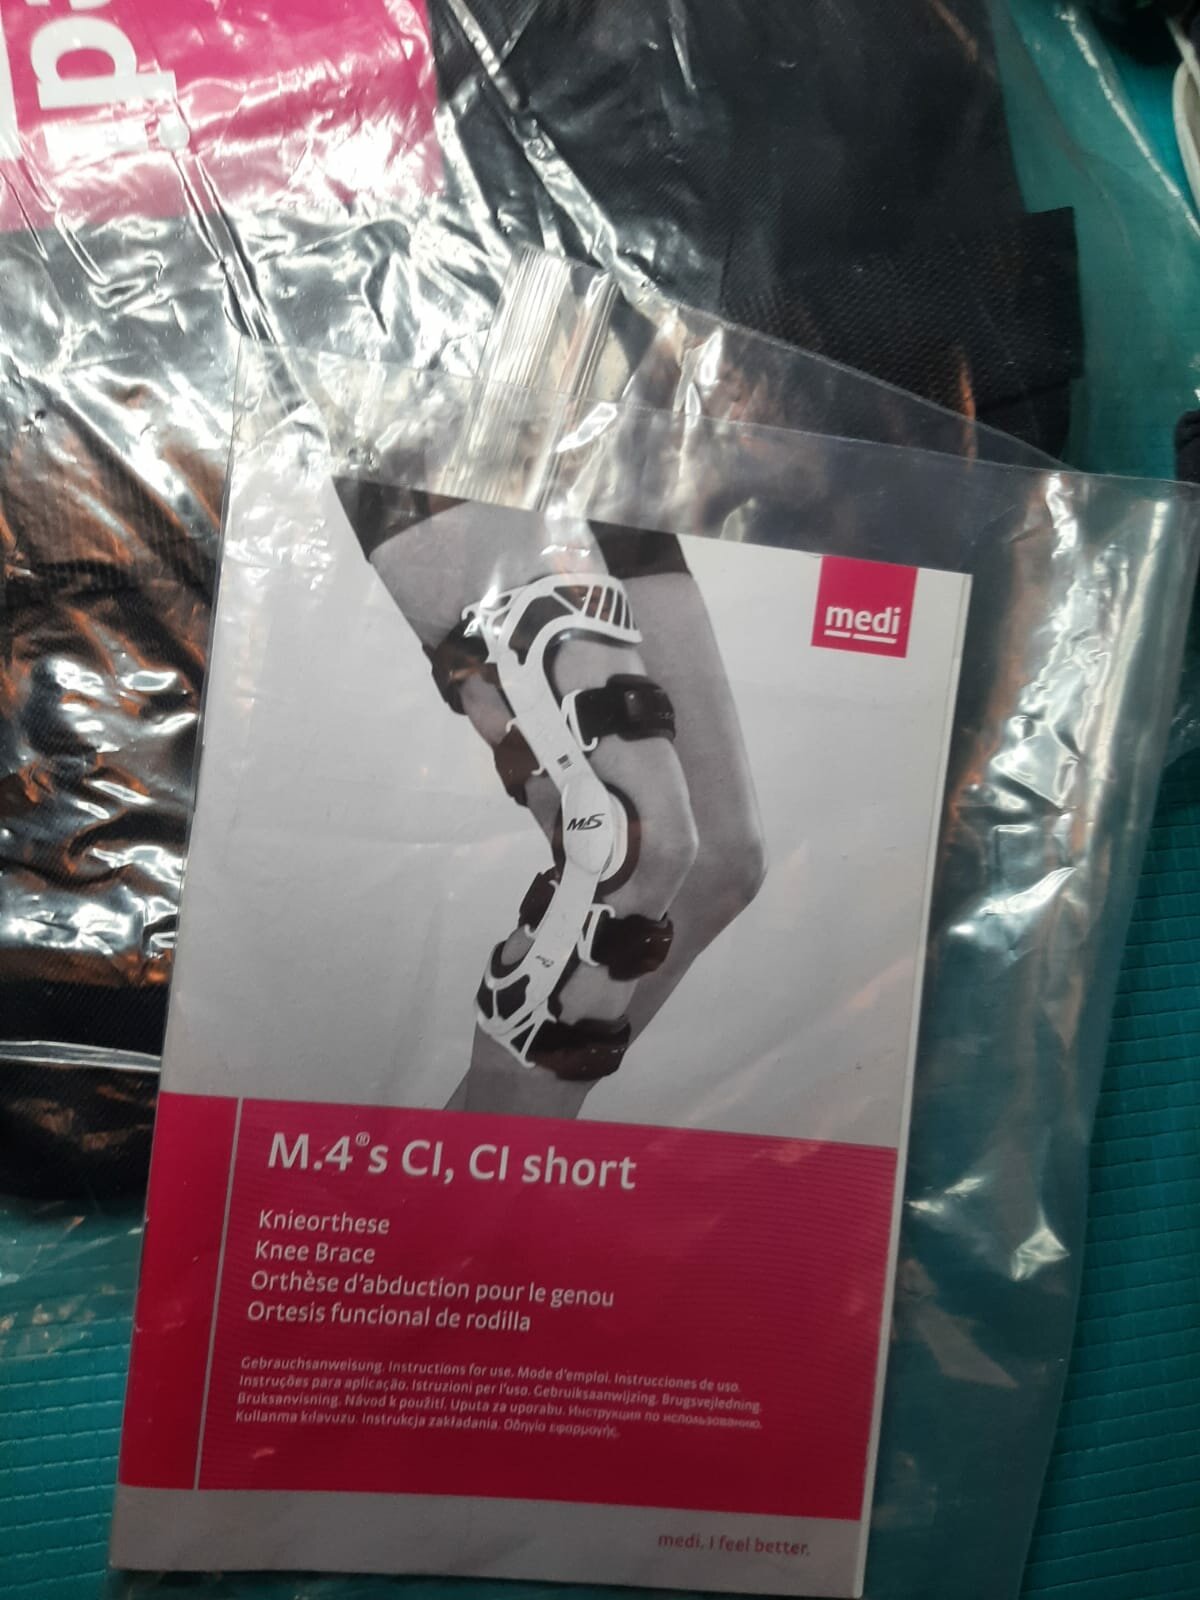 medi
M4S
M.4®s CI, CI short
Knieorthese
Knee Brace
Orthèse d'abduction pour le genou
Ortesis funcional de rodilla
Gebrauchsanweisung. Instructions for use. Mode d'emploi. Instrucciones de uso.
Instruções para aplicação. Istruzioni per l'uso. Gebruiksaanwijzing. Brugsvejledning.
Bruksanvisning. Návod k použití. Uputa za uporabu. Инструкция по использованию.
Kullanma kılavuzu. Instrukcja zakładania. Οδηγία εφαρμογής.
medi. I feel better.